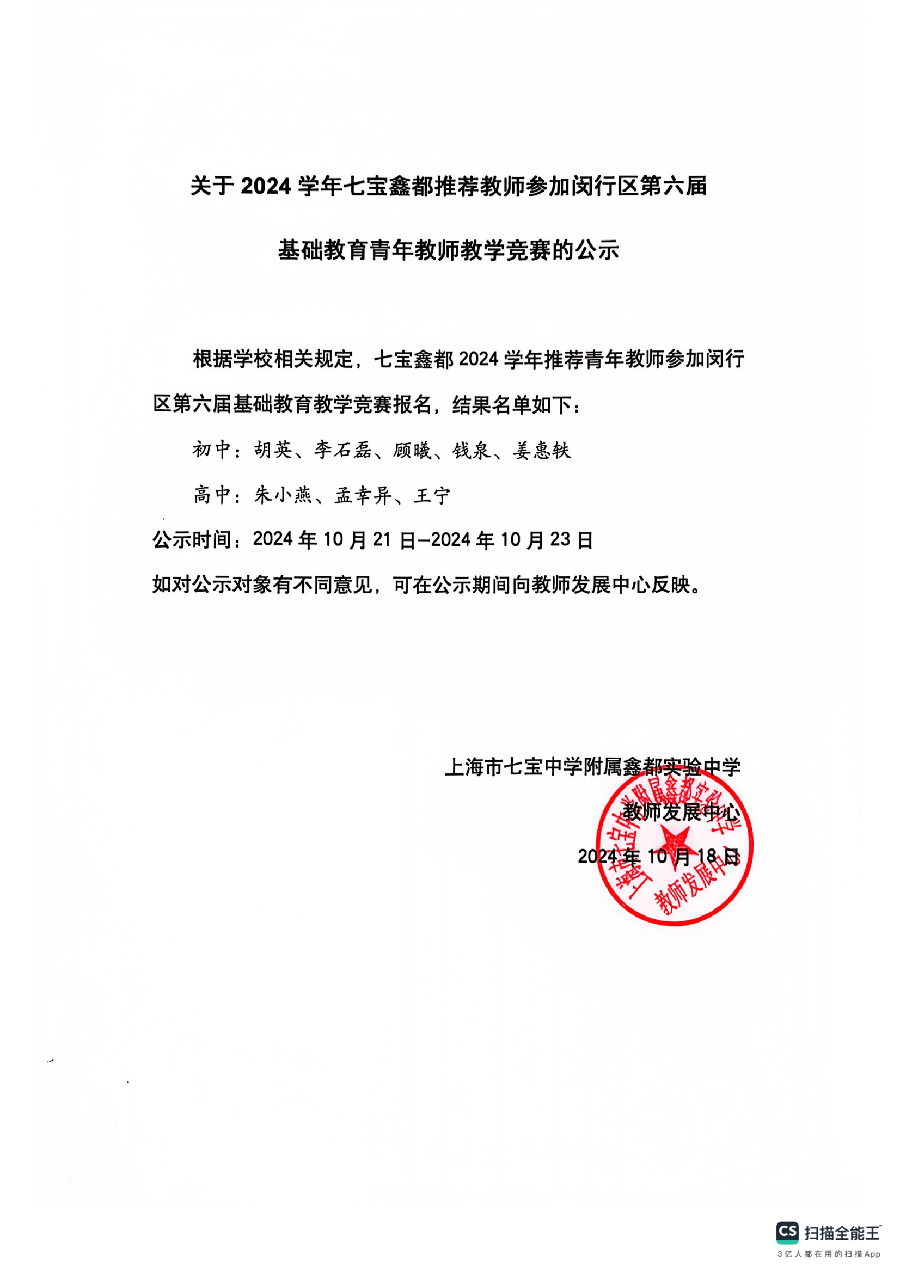 关于 2024 学年七宝鑫都推荐教师参加闵行区第六届
基础教育青年教师教学竞赛的公示
根据学校相关规定，七宝鑫都 2024 学年推荐青年教师参加闵行
区第六届基础教育教学竞赛报名，结果名单如下：
初中：胡英、李石磊、顾曦、钱泉、姜惠轶
高中：朱小燕、孟幸异、王宁
公示时间：2024 年 10 月 21 日–2024 年 10 月 23 日
如对公示对象有不同意见，可在公示期间向教师发展中心反映。
上海市七宝中学附属鑫都实验中学
教师发展中心
2024 年 10 月 18 日
上海市七宝中学附属鑫都实验中学
教师发展中心
CS 扫描全能王
3亿人都在用的扫描App